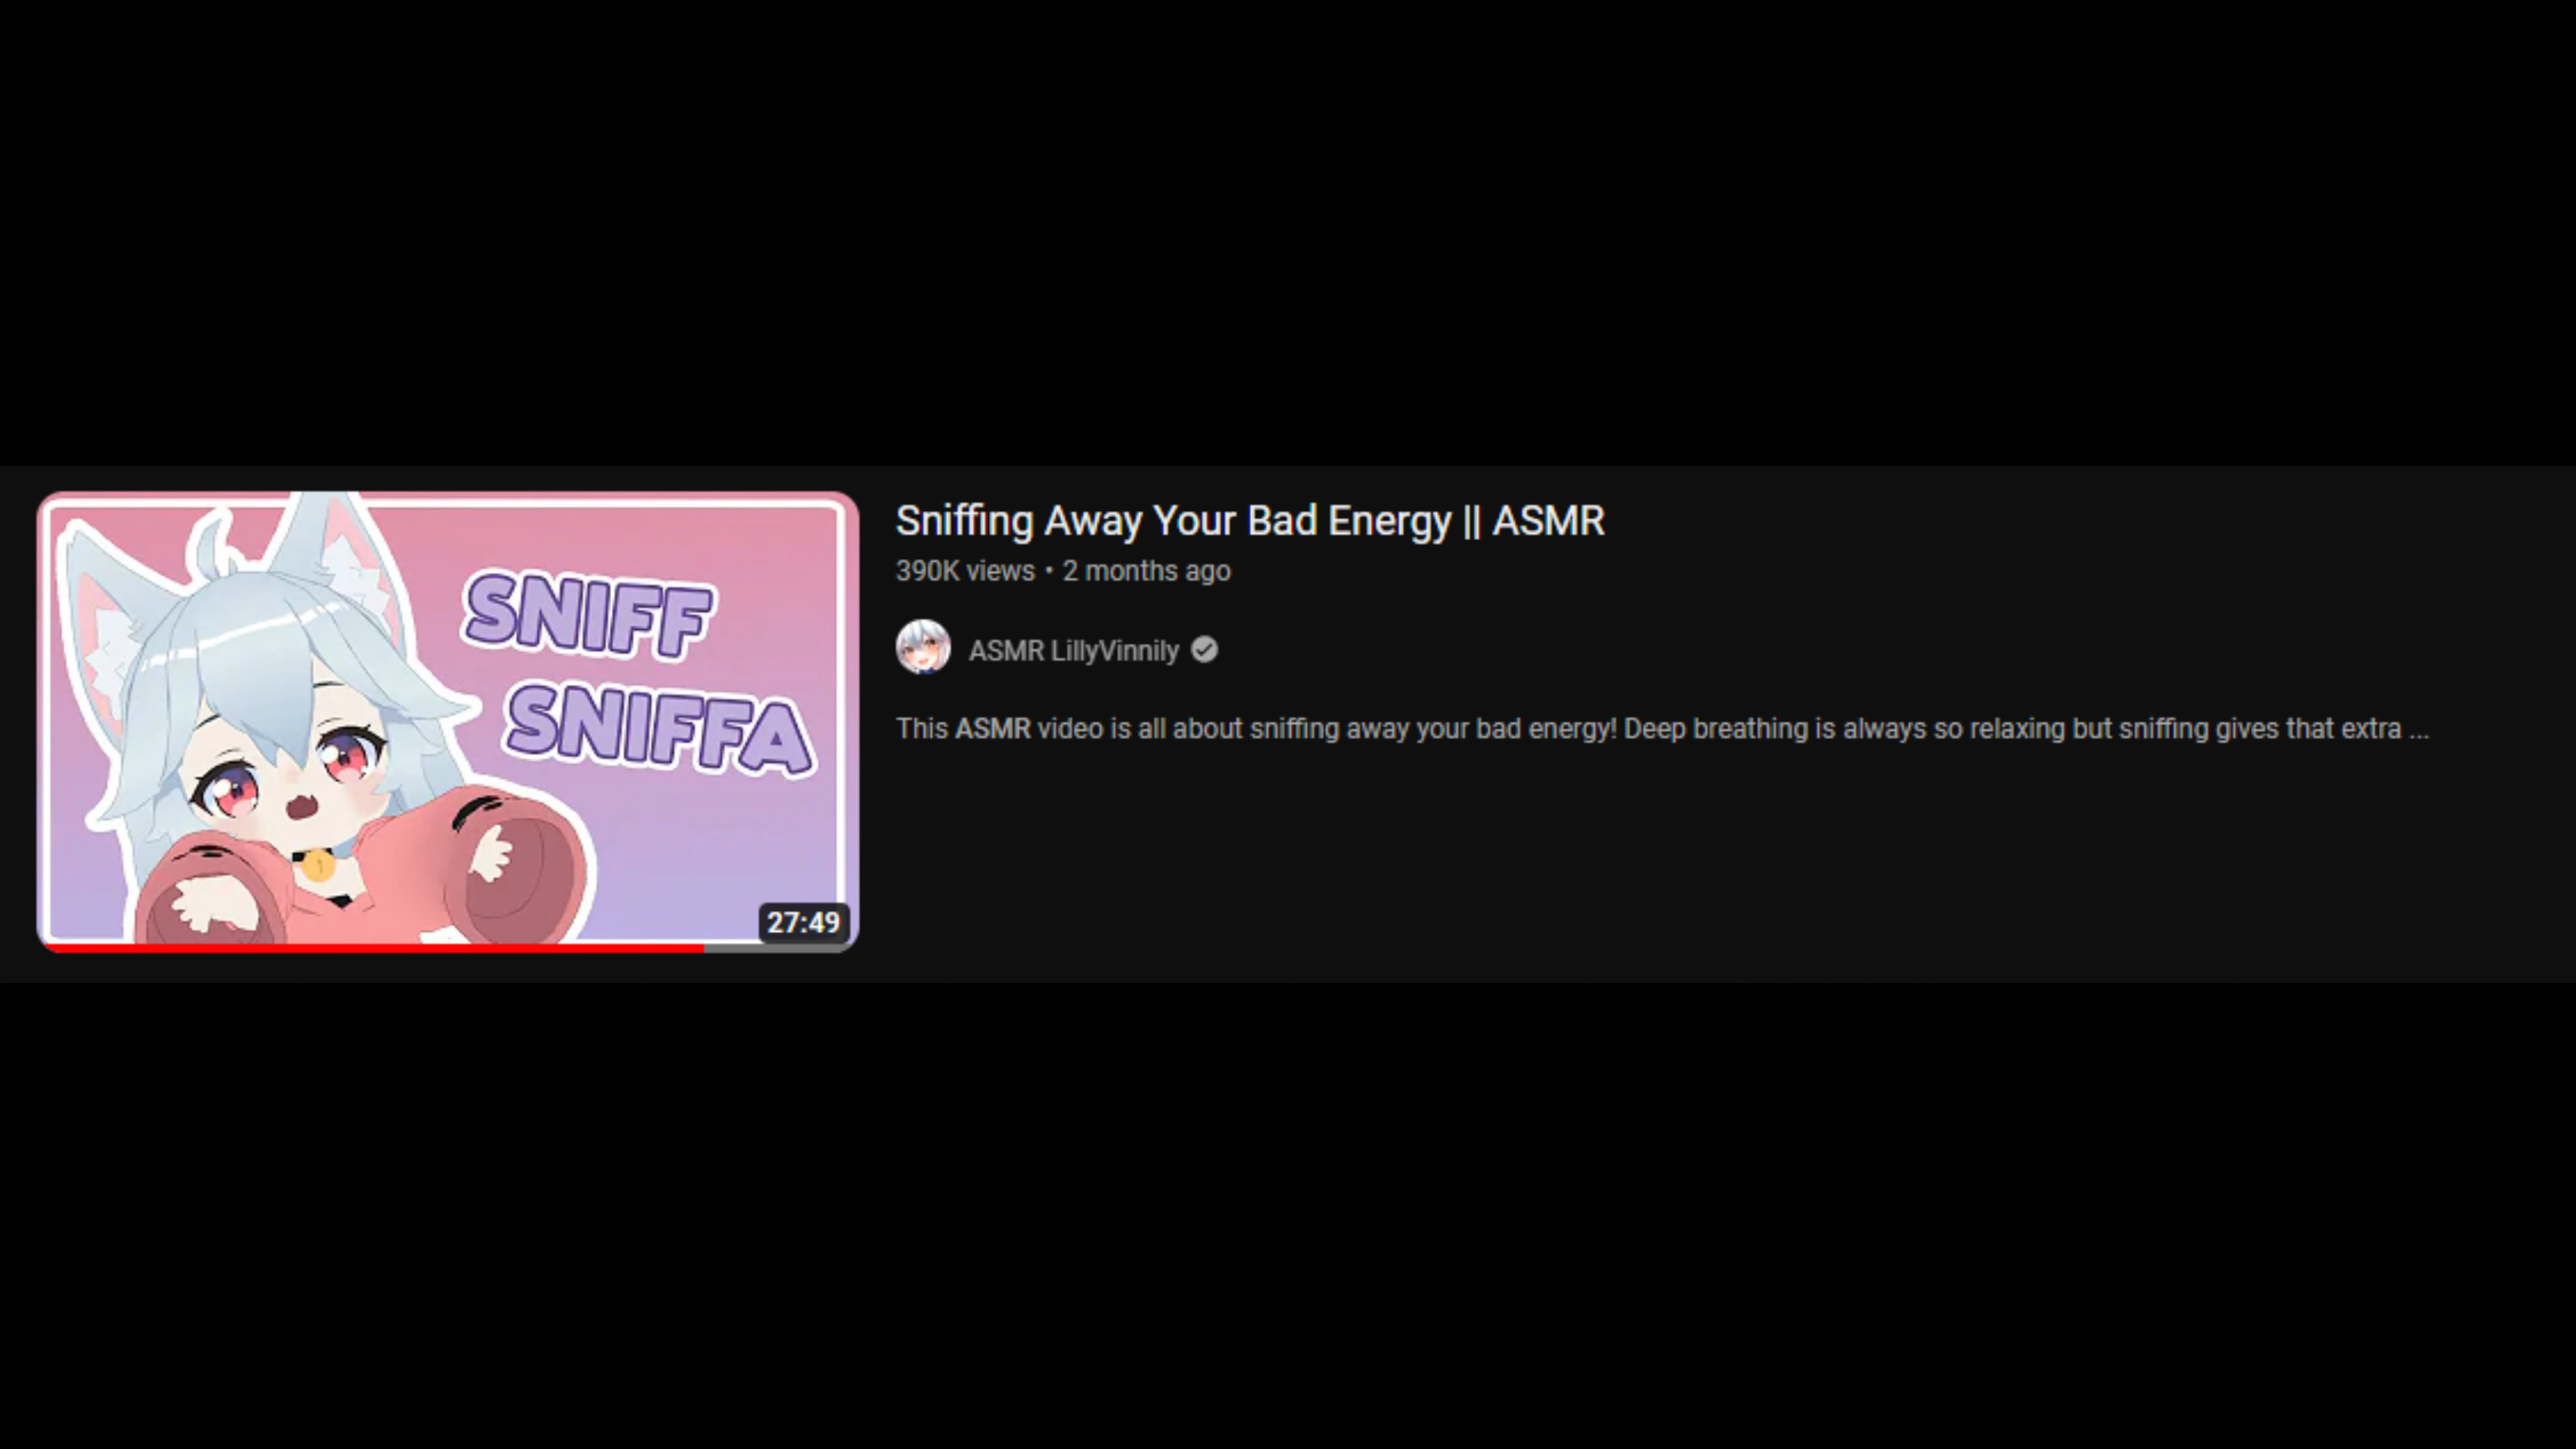 SNIFF
SNIFFA
27:49
Sniffing Away Your Bad Energy || ASMR
390K views • 2 months ago
ASMR LillyVinnily
This ASMR video is all about sniffing away your bad energy! Deep breathing is always so relaxing but sniffing gives that extra ...